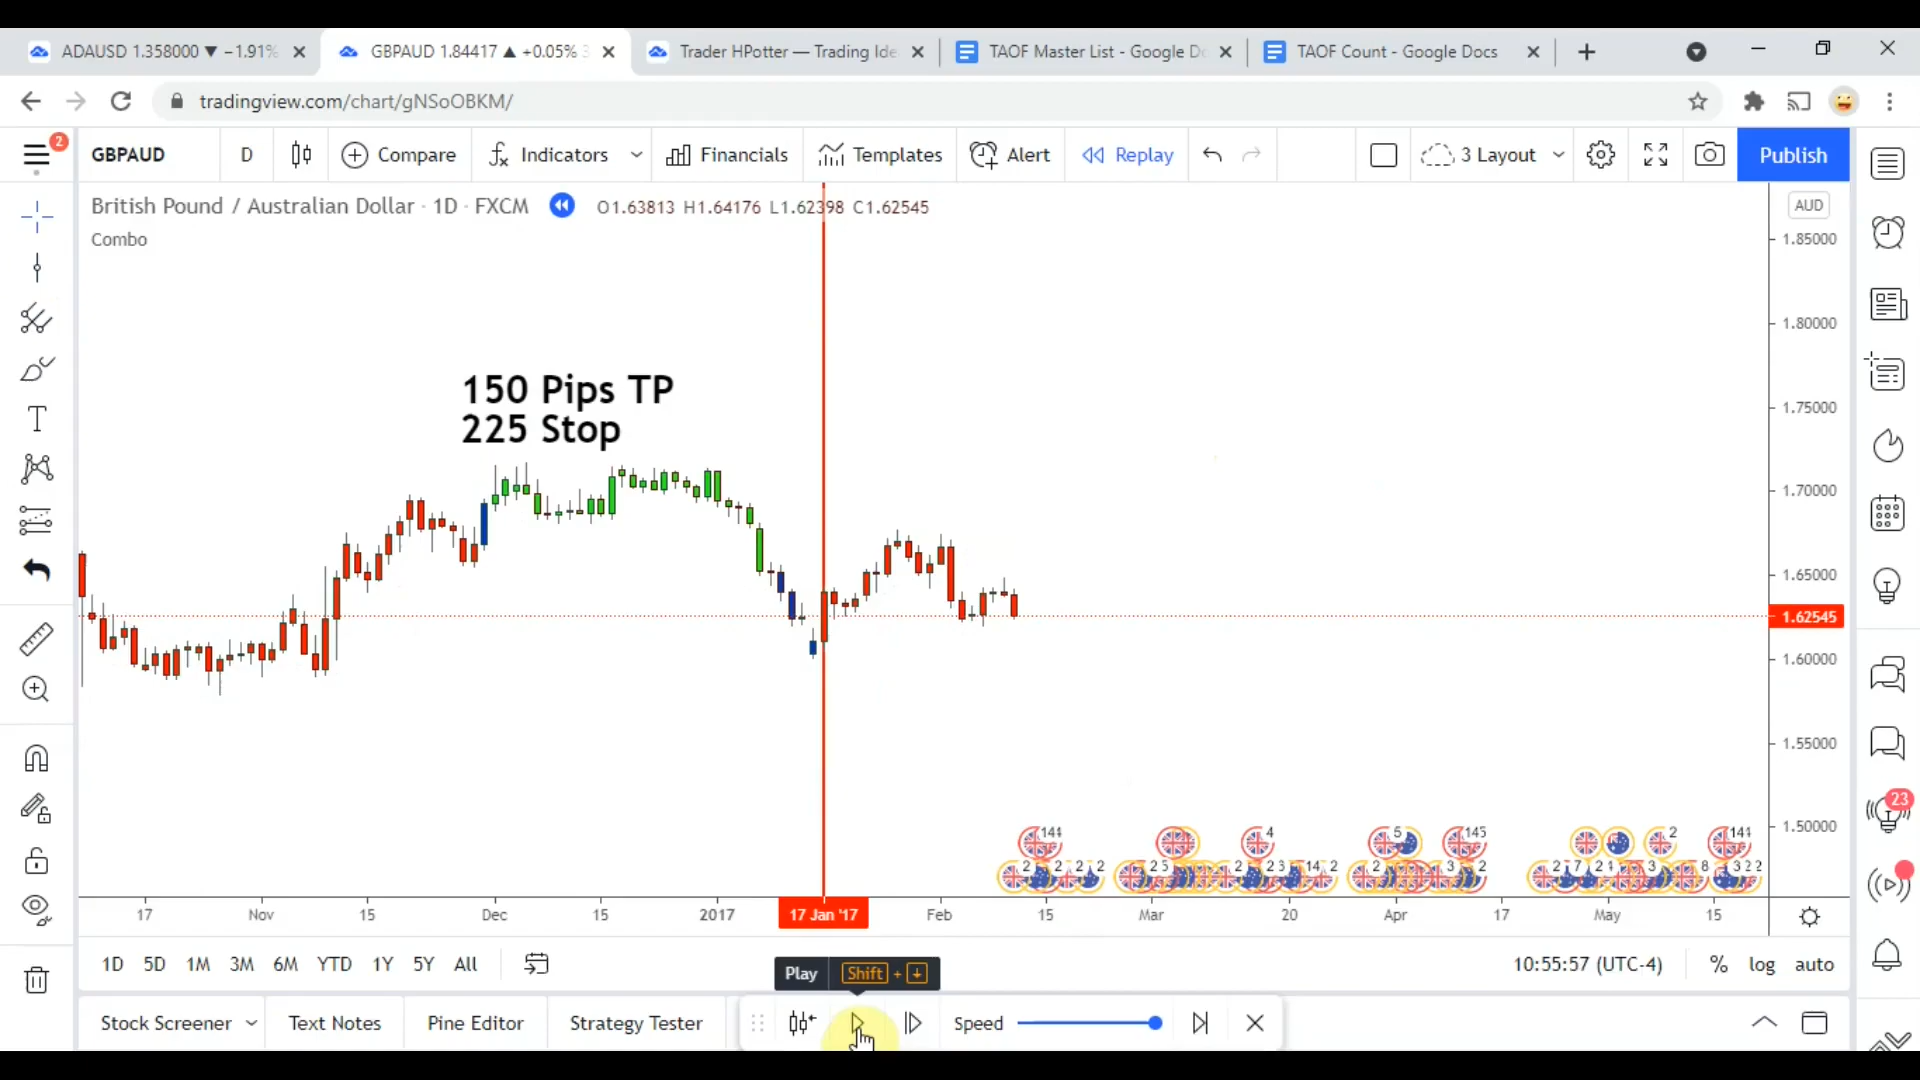 ADAUSD 1.358000 ▼ −1.91%
GBPAUD 1.84417 ▲ +0.05%
Trader HPotter — Trading Ide
TAOF Master List - Google Do
TAOF Count - Google Docs
tradingview.com/chart/gNSoOBKM/
2
GBPAUD
D
Compare
Indicators
Financials
Templates
Alert
Replay
3 Layout
Publish
British Pound / Australian Dollar · 1D · FXCM
O1.63813 H1.64176 L1.62398 C1.62545
Combo
AUD
1.85000
1.80000
150 Pips TP
225 Stop
1.75000
1.70000
1.65000
1.62545
1.60000
1.55000
1.50000
23
17 Nov 15 Dec 15 2017 17 Jan '17 Feb 15 Mar 20 Apr 17 May 15
1D 5D 1M 3M 6M YTD 1Y 5Y All
10:55:57 (UTC-4)
% log auto
Play Shift + ↓
Stock Screener
Text Notes
Pine Editor
Strategy Tester
Speed